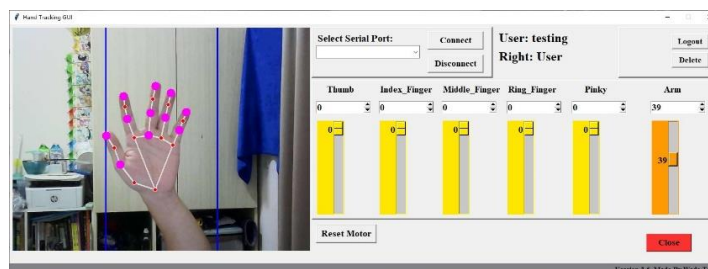 Hand Tracking GUI
Select Serial Port:
Connect
Disconnect
User: testing
Right: User
Logout
Delete
Thumb Index_Finger Middle_Finger Ring_Finger Pinky Arm
0 0 0 0 0 39
0 0 0 0 0
39
Reset Motor
Close